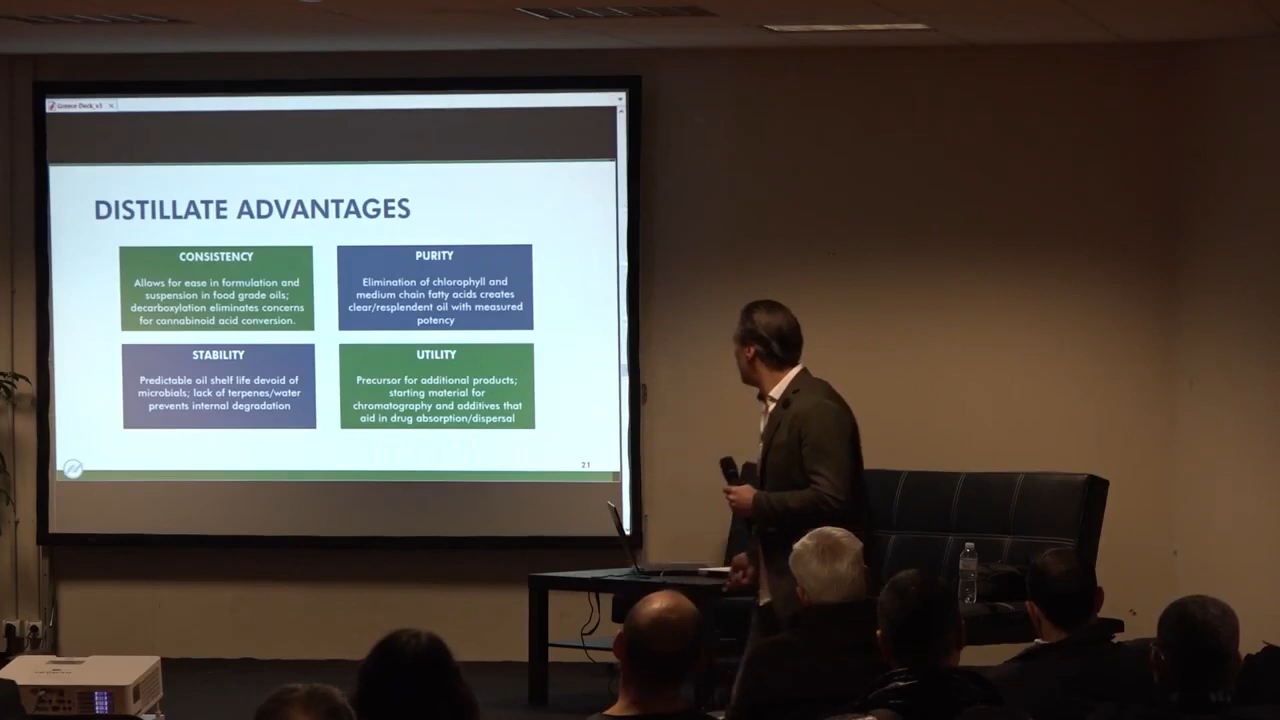 Greece Deck_v3
DISTILLATE ADVANTAGES
CONSISTENCY
Allows for ease in formulation and
suspension in food grade oils;
decarboxylation eliminates concerns
for cannabinoid acid conversion.
PURITY
Elimination of chlorophyll and
medium chain fatty acids creates
clear/resplendent oil with measured
potency
STABILITY
Predictable oil shelf life devoid of
microbials; lack of terpenes/water
prevents internal degradation
UTILITY
Precursor for additional products;
starting material for
chromatography and additives that
aid in drug absorption/dispersal
21